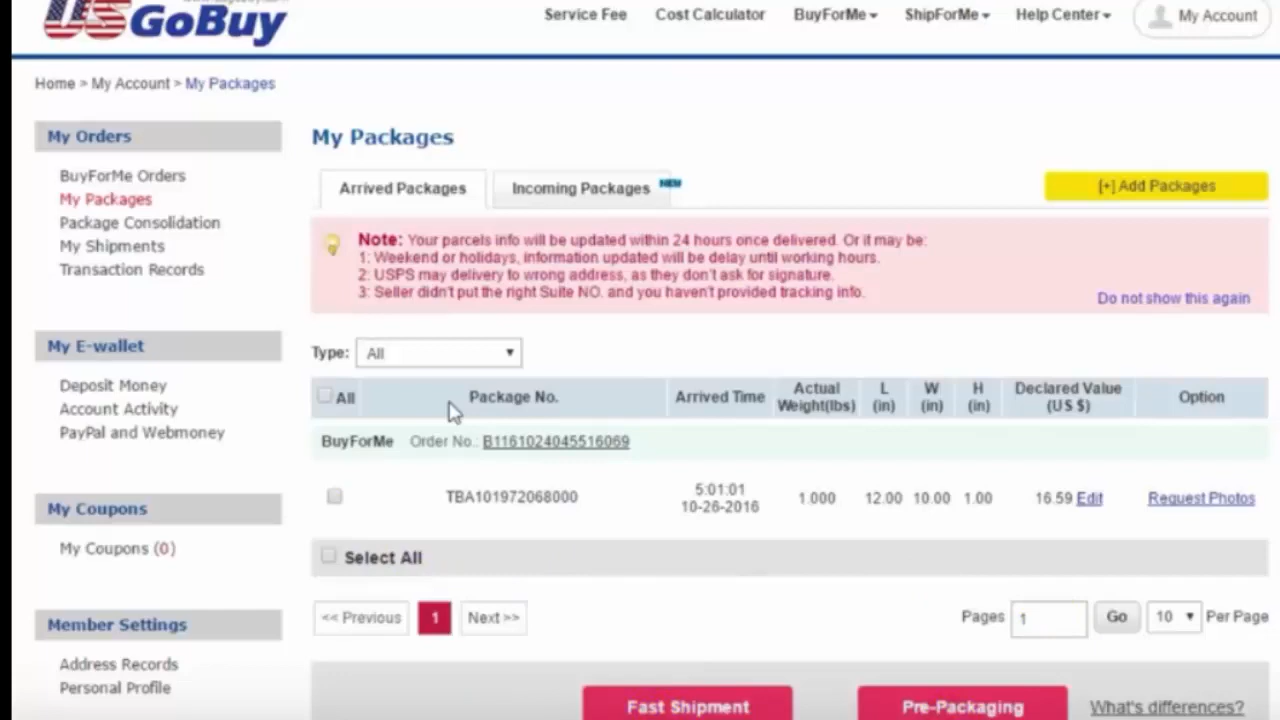 USGoBuy
Service Fee
Cost Calculator
BuyForMe
ShipForMe
Help Center
My Account
Home > My Account > My Packages
My Orders
BuyForMe Orders
My Packages
Package Consolidation
My Shipments
Transaction Records
My E-wallet
Deposit Money
Account Activity
PayPal and Webmoney
My Coupons
My Coupons (0)
Member Settings
Address Records
Personal Profile
My Packages
Arrived Packages
Incoming Packages NEW
[+] Add Packages
Note: Your parcels info will be updated within 24 hours once delivered. Or it may be:
1: Weekend or holidays, information updated will be delay until working hours.
2: USPS may delivery to wrong address, as they don't ask for signature.
3: Seller didn't put the right Suite NO. and you haven't provided tracking info.
Do not show this again
Type: All
All
Package No.
Arrived Time
Actual
Weight(lbs)
L
(in)
W
(in)
H
(in)
Declared Value
(US $)
Option
BuyForMe Order No.: B1161024045516069
TBA101972068000
5:01:01
10-26-2016
1.000
12.00
10.00
1.00
16.59 Edit
Request Photos
Select All
<< Previous
1
Next >>
Pages 1 Go 10 Per Page
Fast Shipment
Pre-Packaging
What's differences?